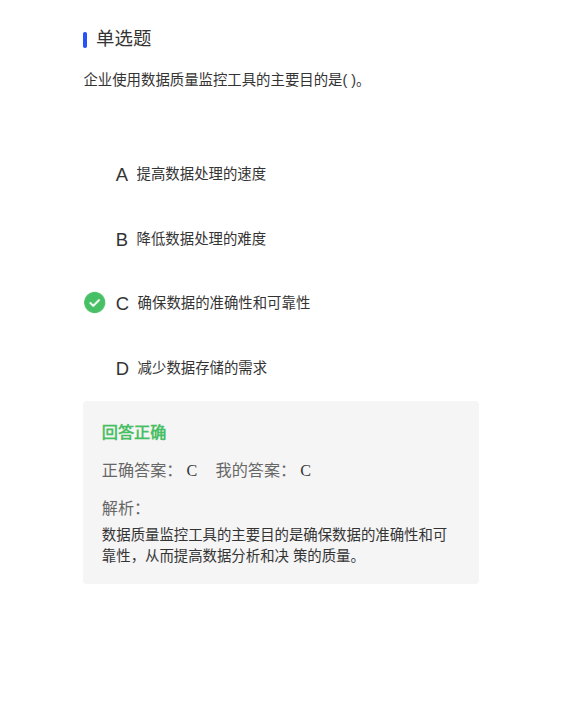 单选题
企业使用数据质量监控工具的主要目的是( )。
A 提高数据处理的速度
B 降低数据处理的难度
C 确保数据的准确性和可靠性
D 减少数据存储的需求
回答正确
正确答案： C 我的答案： C
解析：
数据质量监控工具的主要目的是确保数据的准确性和可
靠性，从而提高数据分析和决 策的质量。